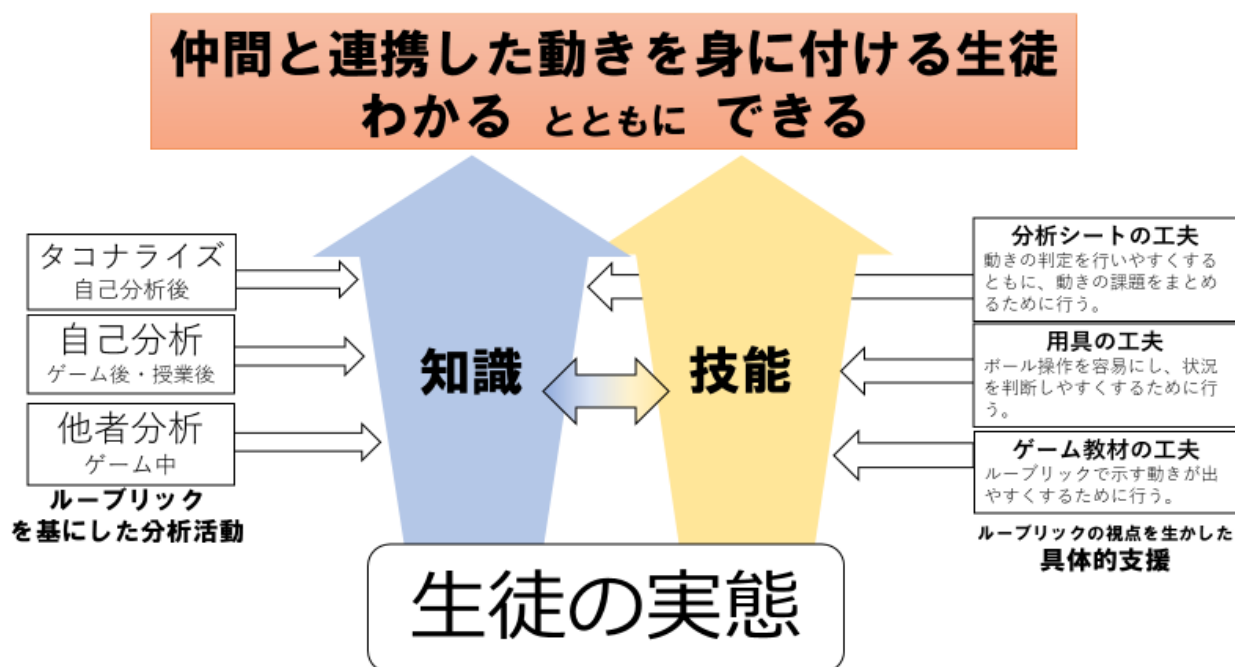 仲間と連携した動きを身に付ける生徒
わかる とともに できる
タコナライズ
自己分析後
自己分析
ゲーム後・授業後
他者分析
ゲーム中
ルーブリック
を基にした分析活動
知識
技能
分析シートの工夫
動きの判定を行いやすくする
ともに、動きの課題をまとめ
るために行う。
用具の工夫
ボール操作を容易にし、状況
を判断しやすくするために行
う。
ゲーム教材の工夫
ルーブリックで示す動きが出
やすくするために行う。
ルーブリックの視点を生かした
具体的支援
生徒の実態